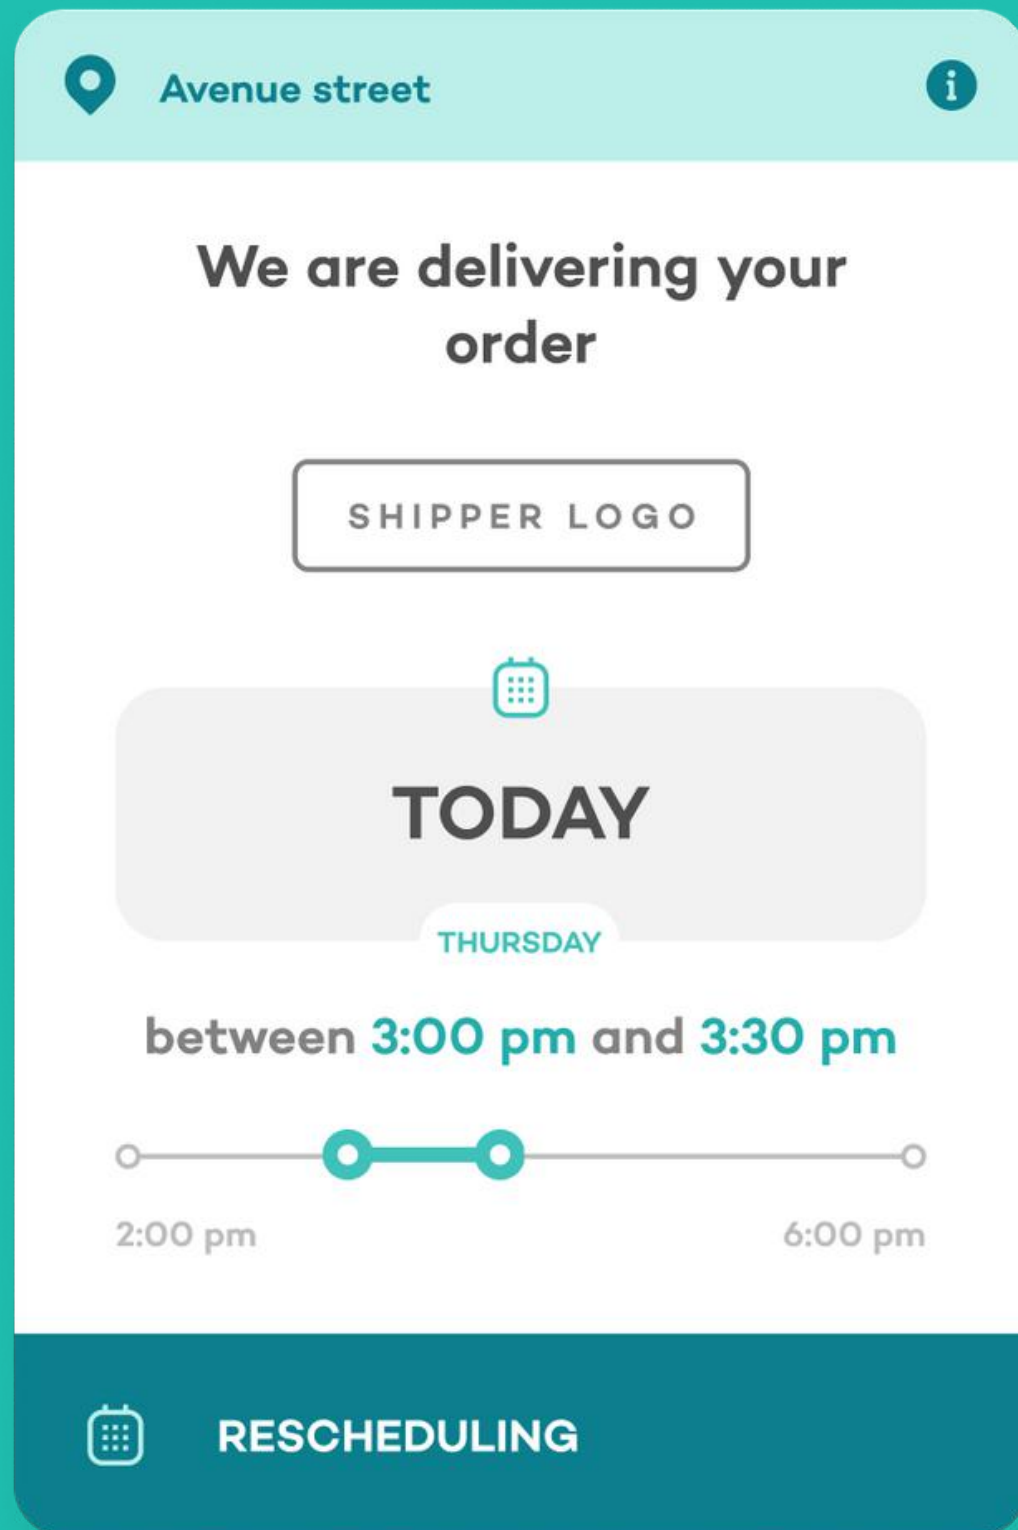 Avenue street
We are delivering your
order
SHIPPER LOGO
TODAY
THURSDAY
between 3:00 pm and 3:30 pm
2:00 pm 6:00 pm
RESCHEDULING